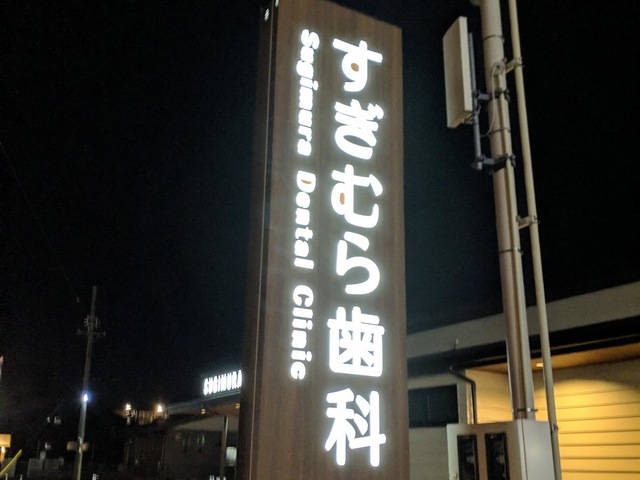 すぎむら歯科
Sugimura Dental Clinic
SUGIMURA